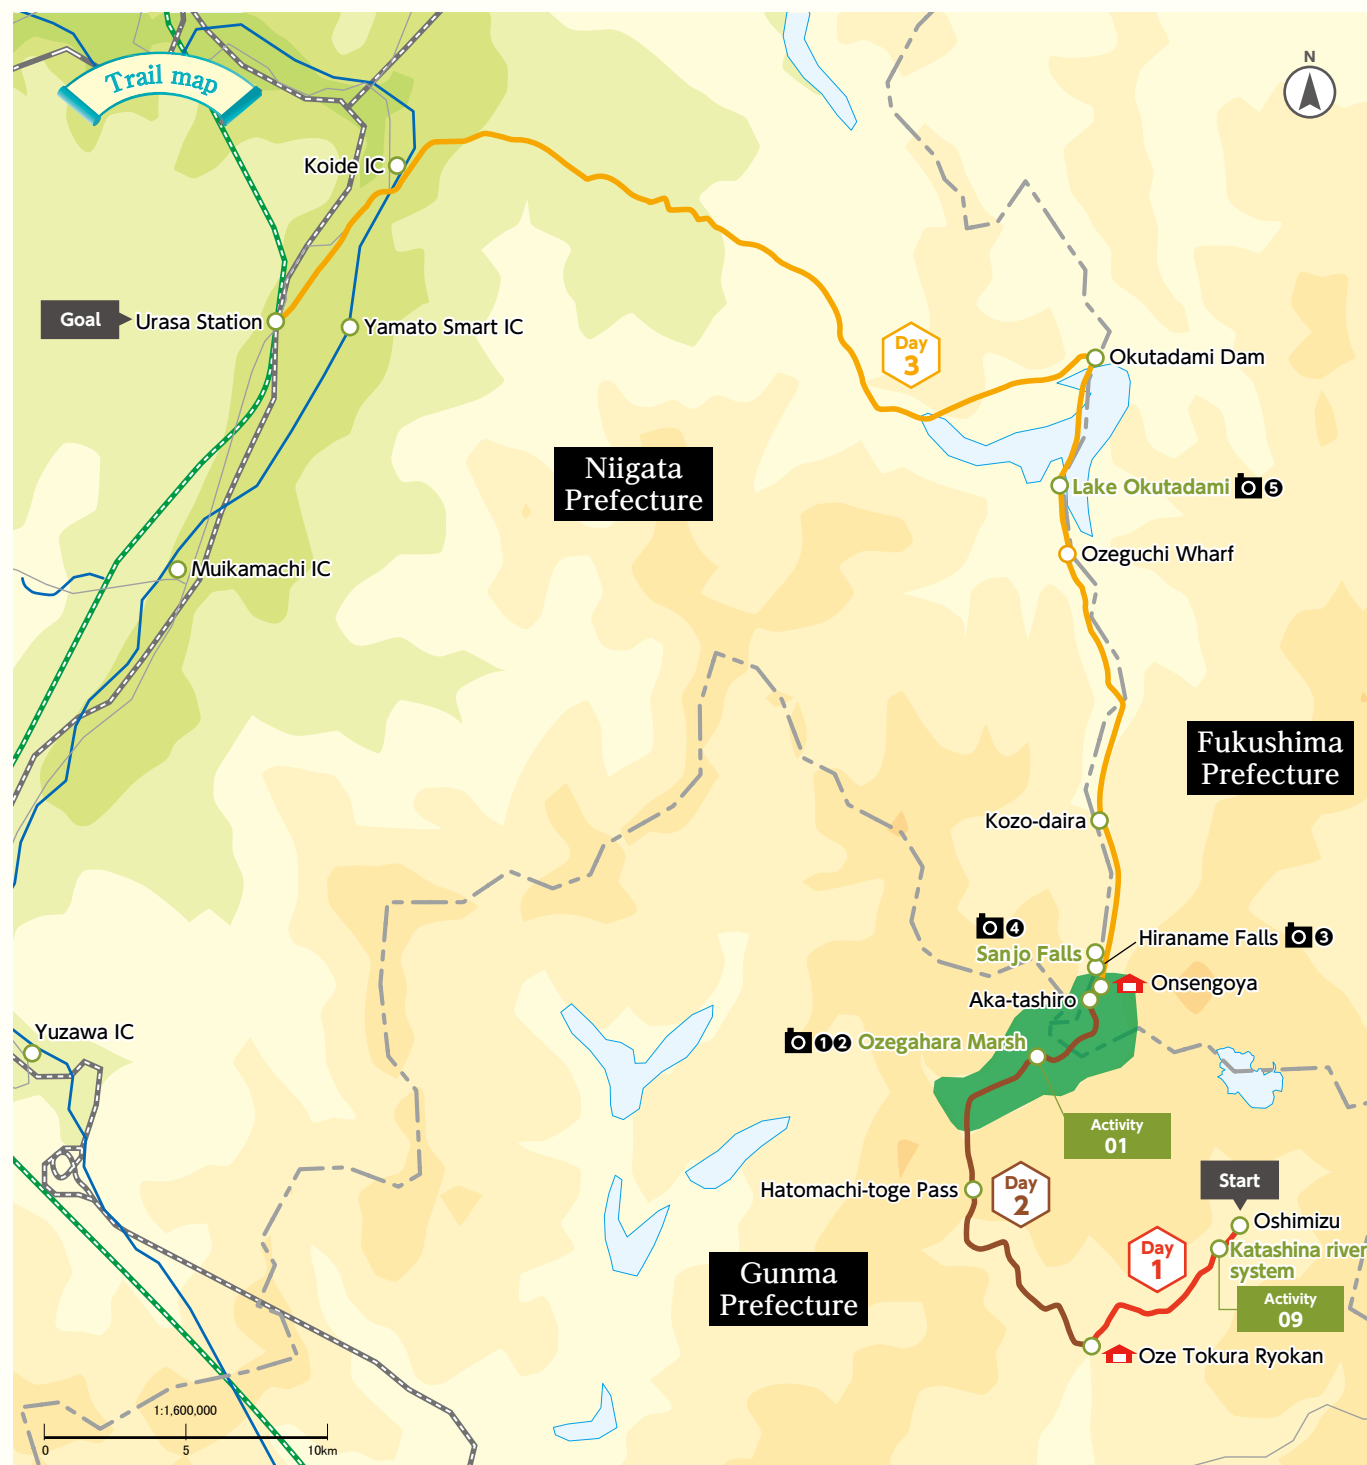 Trail map
N
Koide IC
Goal
Urasa Station
Yamato Smart IC
Day
3
Okutadami Dam
Niigata
Prefecture
Lake Okutadami
5
Ozeguchi Wharf
Muikamachi IC
Fukushima
Prefecture
Kozo-daira
4
Sanjo Falls
Hiraname Falls
3
Onsengoya
Aka-tashiro
Yuzawa IC
12
Ozegahara Marsh
Activity
01
Hatomachi-toge Pass
Day
2
Start
Oshimizu
Katashina river
system
Day
1
Gunma
Prefecture
Activity
09
Oze Tokura Ryokan
1:1,600,000
0 5 10km